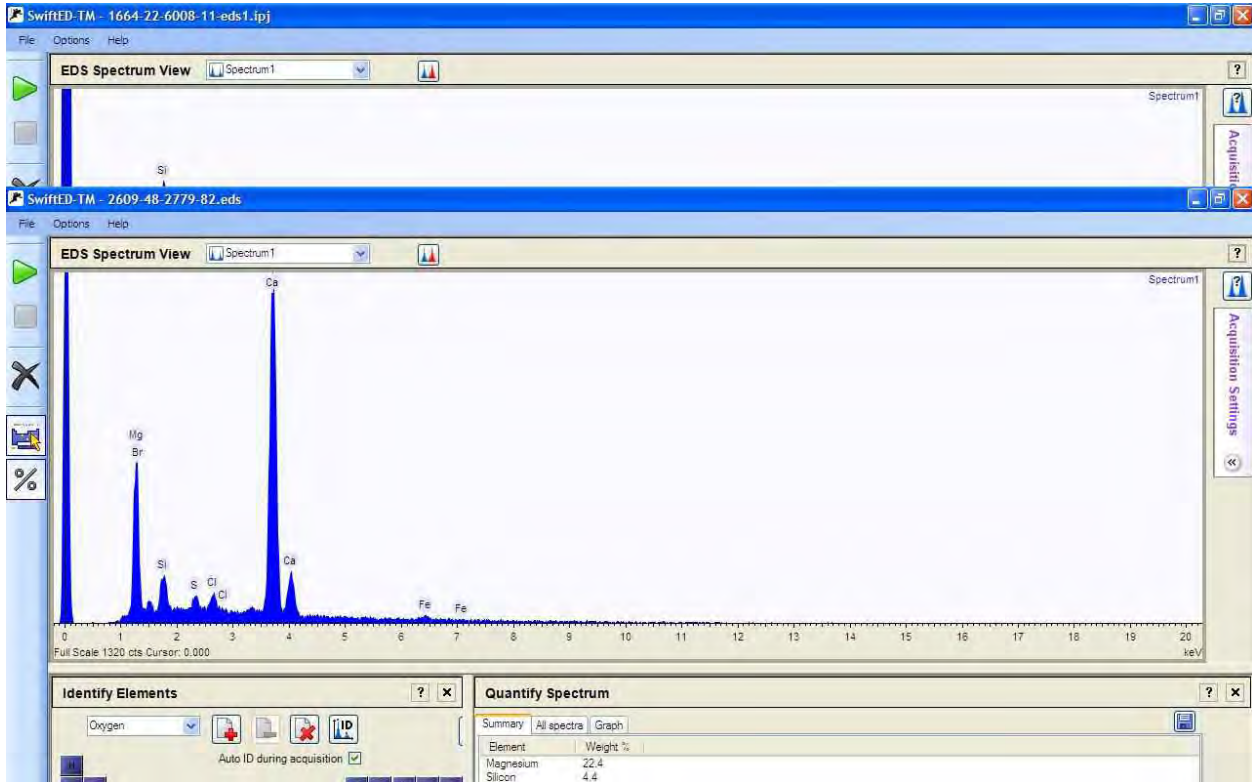 SwiftED-TM - 1664-22-6008-11-eds1.ipj
File Options Help
EDS Spectrum View Spectrum1 ?
Spectrum1
?
Si
SwiftED-TM - 2609-48-2779-82.eds
File Options Help
EDS Spectrum View Spectrum1 ?
Spectrum1
?
Acquisition Settings
Ca
Mg
Br
Si
S
Cl
Cl
Ca
Fe
Fe
%
0 1 2 3 4 5 6 7 8 9 10 11 12 13 14 15 16 17 18 19 20
Full Scale 1320 cts Cursor: 0.000 keV
Identify Elements ?
Oxygen
ID
Auto ID during acquisition
H
Quantify Spectrum ?
Summary All spectra Graph
Element Weight %
Magnesium 22.4
Silicon 4.4